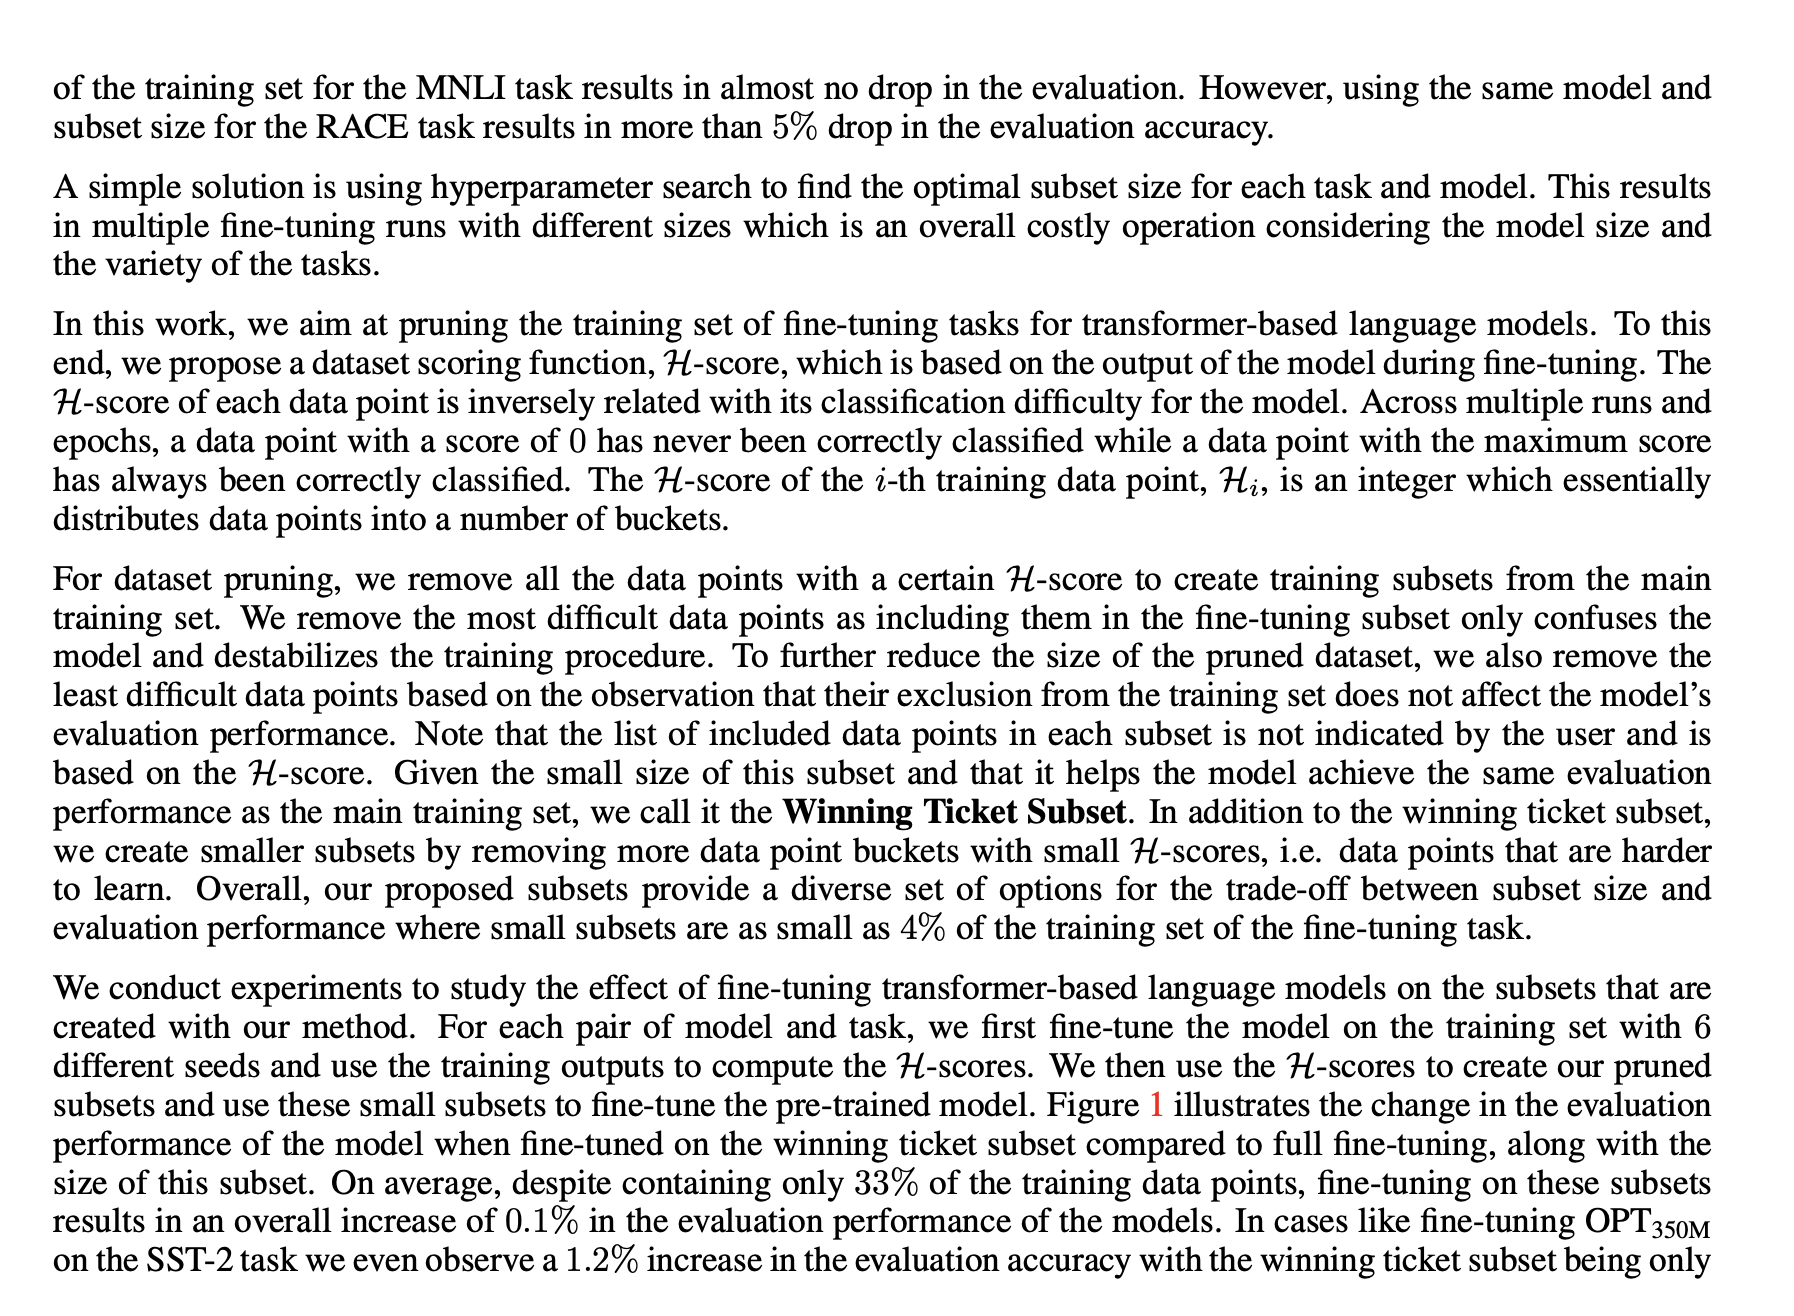 of the training set for the MNLI task results in almost no drop in the evaluation. However, using the same model and
subset size for the RACE task results in more than 5% drop in the evaluation accuracy.
A simple solution is using hyperparameter search to find the optimal subset size for each task and model. This results
in multiple fine-tuning runs with different sizes which is an overall costly operation considering the model size and
the variety of the tasks.
In this work, we aim at pruning the training set of fine-tuning tasks for transformer-based language models. To this
end, we propose a dataset scoring function, ℋ-score, which is based on the output of the model during fine-tuning. The
ℋ-score of each data point is inversely related with its classification difficulty for the model. Across multiple runs and
epochs, a data point with a score of 0 has never been correctly classified while a data point with the maximum score
has always been correctly classified. The ℋ-score of the i-th training data point, ℋᵢ, is an integer which essentially
distributes data points into a number of buckets.
For dataset pruning, we remove all the data points with a certain ℋ-score to create training subsets from the main
training set. We remove the most difficult data points as including them in the fine-tuning subset only confuses the
model and destabilizes the training procedure. To further reduce the size of the pruned dataset, we also remove the
least difficult data points based on the observation that their exclusion from the training set does not affect the model's
evaluation performance. Note that the list of included data points in each subset is not indicated by the user and is
based on the ℋ-score. Given the small size of this subset and that it helps the model achieve the same evaluation
performance as the main training set, we call it the Winning Ticket Subset. In addition to the winning ticket subset,
we create smaller subsets by removing more data point buckets with small ℋ-scores, i.e. data points that are harder
to learn. Overall, our proposed subsets provide a diverse set of options for the trade-off between subset size and
evaluation performance where small subsets are as small as 4% of the training set of the fine-tuning task.
We conduct experiments to study the effect of fine-tuning transformer-based language models on the subsets that are
created with our method. For each pair of model and task, we first fine-tune the model on the training set with 6
different seeds and use the training outputs to compute the ℋ-scores. We then use the ℋ-scores to create our pruned
subsets and use these small subsets to fine-tune the pre-trained model. Figure 1 illustrates the change in the evaluation
performance of the model when fine-tuned on the winning ticket subset compared to full fine-tuning, along with the
size of this subset. On average, despite containing only 33% of the training data points, fine-tuning on these subsets
results in an overall increase of 0.1% in the evaluation performance of the models. In cases like fine-tuning OPT350M
on the SST-2 task we even observe a 1.2% increase in the evaluation accuracy with the winning ticket subset being only